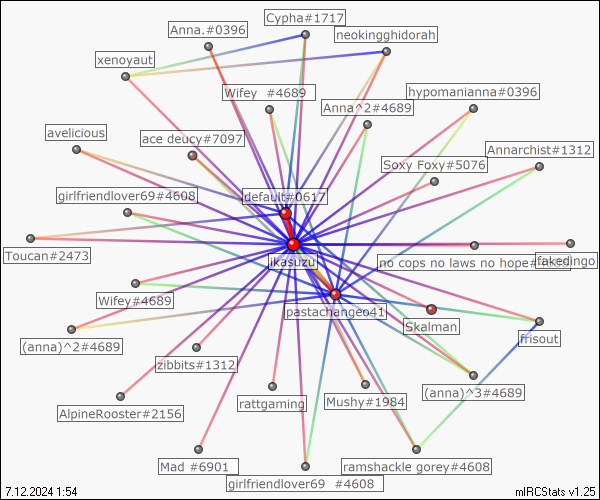 Cypha#1717
Anna.#0396
neokingghidorah
xenoyaut
Wifey #4689
hypomanianna#0396
Anna^2#4689
avelicious
ace deucy#7097
Annarchist#1312
Soxy Foxy#5076
girlfriendlover69#4608
default#0617
Toucan#2473
ikasuzu
no cops no laws no hope#
fakedingo
Wifey#4689
pastachangeo41
Skalman
frisout
(anna)^2#4689
zibbits#1312
(anna)^3#4689
AlpineRooster#2156
rattgaming
Mushy#1984
Mad #6901
ramshackle gorey#4608
girlfriendlover69 #4608
7.12.2024 1:54
mIRCStats v1.25